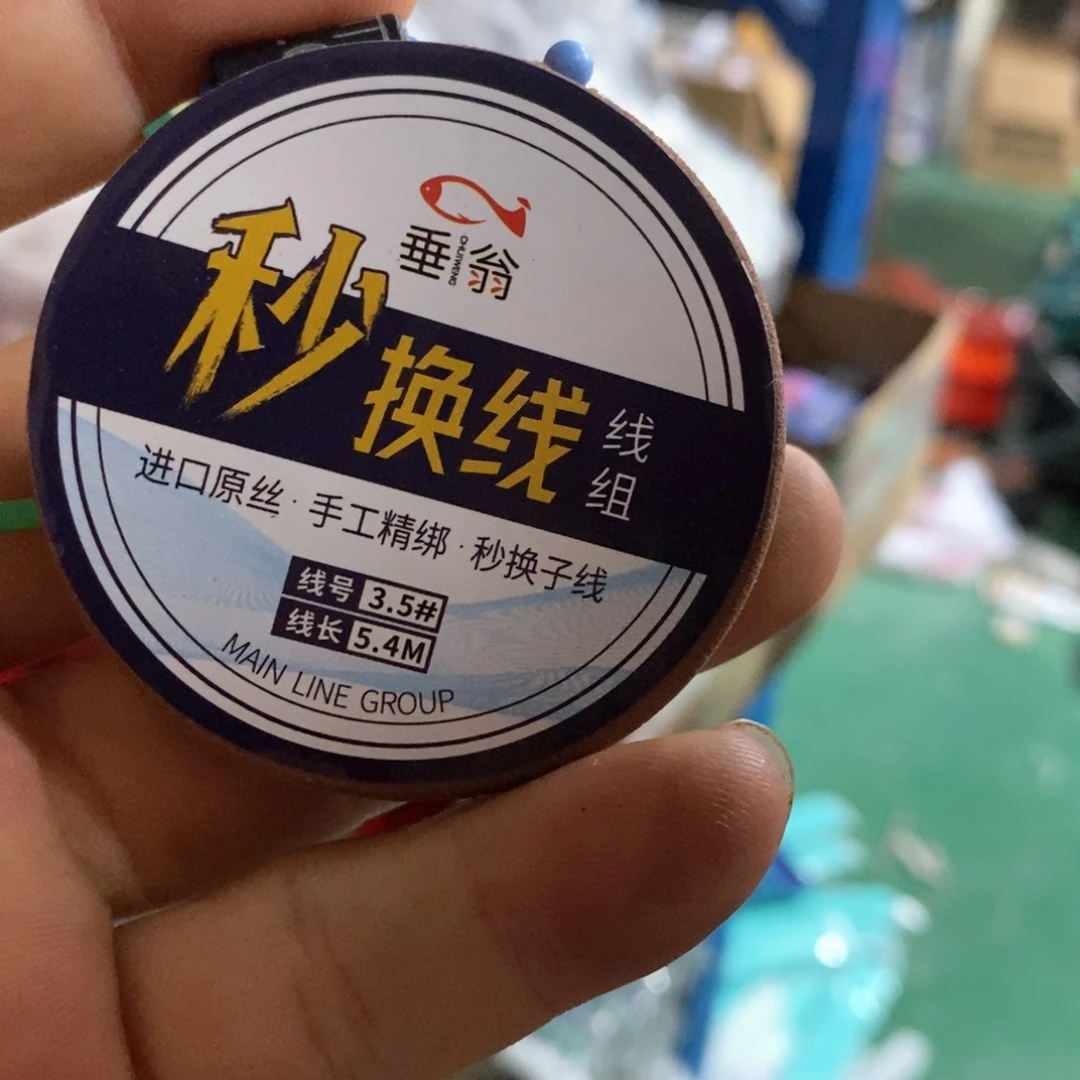 垂翁
CHUIWENG
秒换线
线组
进口原丝·手工精绑·秒换子线
线号 3.5#
线长 5.4M
MAIN LINE GROUP